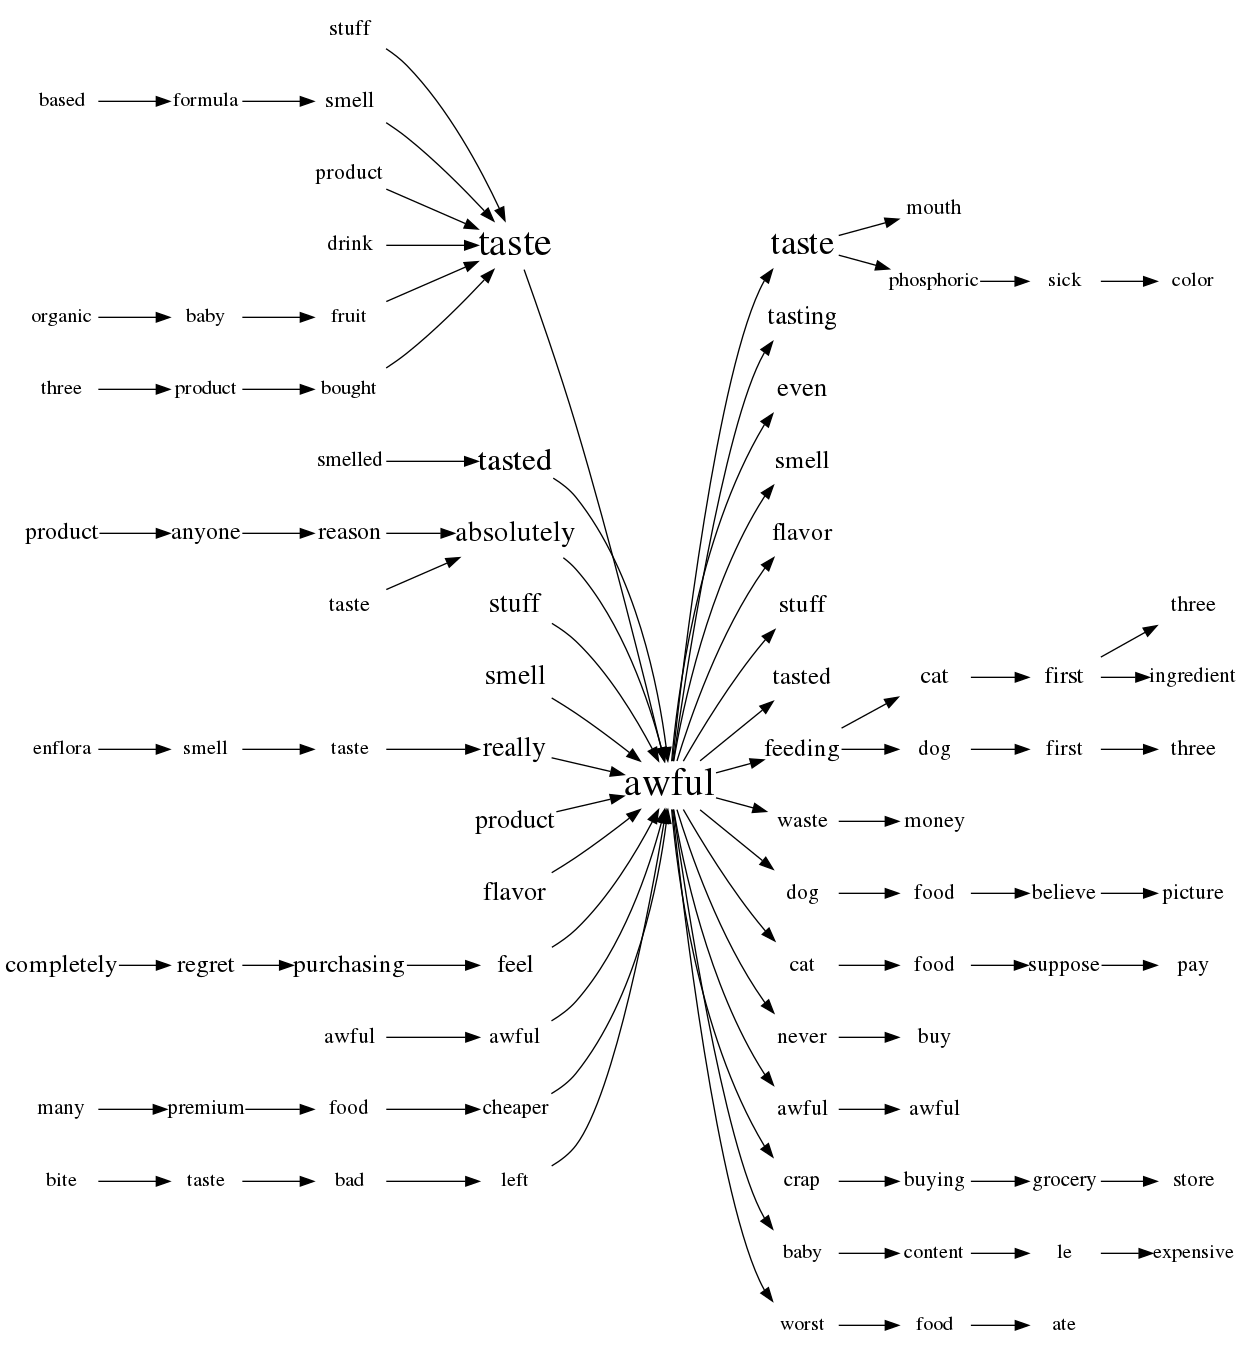 stuff
based formula smell
product
mouth
drink taste taste
phosphoric sick color
organic baby fruit tasting
three product bought even
smelled tasted smell
product anyone reason absolutely flavor
taste stuff stuff three
smell tasted cat first ingredient
enflora smell taste really feeding dog first three
awful
product waste money
flavor dog food believe picture
completely regret purchasing feel cat food suppose pay
awful awful never buy
many premium food cheaper awful awful
bite taste bad left crap buying grocery store
baby content le expensive
worst food ate